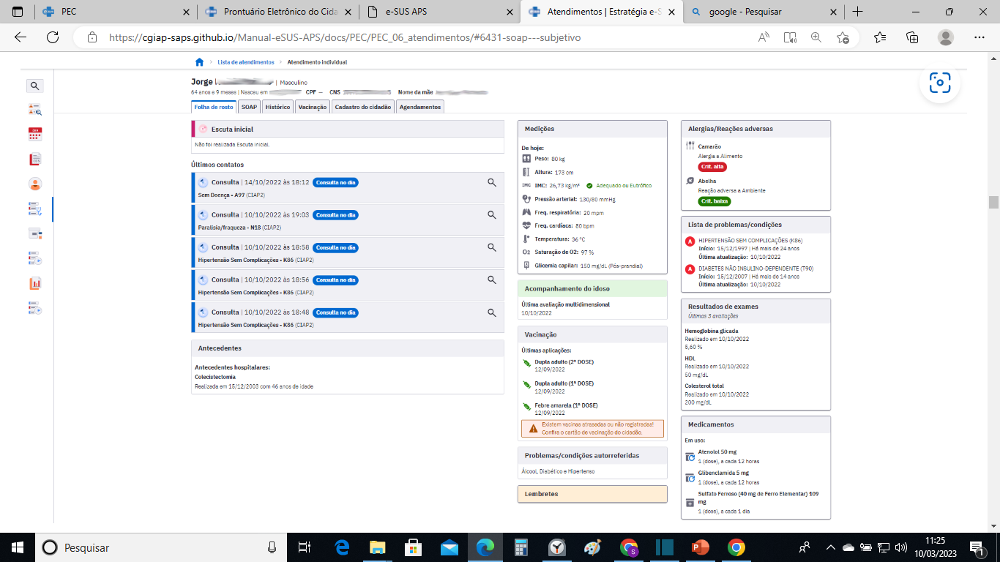 PEC
Prontuário Eletrônico do Cida
e-SUS APS
Atendimentos | Estratégia e-S
google - Pesquisar
https://cgiap-saps.github.io/Manual-eSUS-APS/docs/PEC/PEC_06_atendimentos/#6431-soap---subjetivo
Lista de atendimentos > Atendimento individual
Jorge | Masculino
64 anos e 9 meses | Nasceu em CPF — CNS Nome da mãe
Folha de rosto SOAP Histórico Vacinação Cadastro do cidadão Agendamentos
Escuta inicial
Não foi realizada Escuta inicial.
Últimos contatos
Consulta | 14/10/2022 às 18:12 Consulta no dia
Sem Doença - A97 (CIAP2)
Consulta | 10/10/2022 às 19:03 Consulta no dia
Paralisia/fraqueza - N18 (CIAP2)
Consulta | 10/10/2022 às 18:58 Consulta no dia
Hipertensão Sem Complicações - K86 (CIAP2)
Consulta | 10/10/2022 às 18:56 Consulta no dia
Hipertensão Sem Complicações - K86 (CIAP2)
Consulta | 10/10/2022 às 18:48 Consulta no dia
Hipertensão Sem Complicações - K86 (CIAP2)
Antecedentes
Antecedentes hospitalares:
Colecistectomia
Realizada em 15/12/2003 com 46 anos de idade
Medições
De hoje:
Peso: 80 kg
Altura: 173 cm
IMC IMC: 26,73 kg/m² Adequado ou Eutrófico
Pressão arterial: 130/80 mmHg
Freq. respiratória: 20 mpm
Freq. cardíaca: 80 bpm
Temperatura: 36 ºC
O2 Saturação de O2: 97 %
Glicemia capilar: 150 mg/dL (Pós-prandial)
Acompanhamento do idoso
Última avaliação multidimensional
10/10/2022
Vacinação
Últimas aplicações:
Dupla adulto (2ª DOSE)
12/09/2022
Dupla adulto (1ª DOSE)
12/09/2022
Febre amarela (1ª DOSE)
12/09/2022
Existem vacinas atrasadas ou não registradas!
Confira o cartão de vacinação do cidadão.
Problemas/condições autorreferidas
Álcool, Diabético e Hipertenso
Lembretes
Alergias/Reações adversas
Camarão
Alergia a Alimento
Crit. alta
Abelha
Reação adversa a Ambiente
Crit. baixa
Lista de problemas/condições
A HIPERTENSÃO SEM COMPLICAÇÕES (K86)
Início: 15/12/1997 | Há mais de 24 anos
Última atualização: 10/10/2022
A DIABETES NÃO INSULINO-DEPENDENTE (T90)
Início: 15/12/2007 | Há mais de 14 anos
Última atualização: 10/10/2022
Resultados de exames
Últimas 3 avaliações
Hemoglobina glicada
Realizado em 10/10/2022
5,60 %
HDL
Realizado em 10/10/2022
50 mg/dL
Colesterol total
Realizado em 10/10/2022
200 mg/dL
Medicamentos
Em uso:
Atenolol 50 mg
1 (dose), a cada 12 horas
Glibenclamida 5 mg
1 (dose), a cada 12 horas
Sulfato Ferroso (40 mg de Ferro Elementar) 109
mg
1 (dose), a cada 1 dia
Pesquisar
11:25
10/03/2023
1